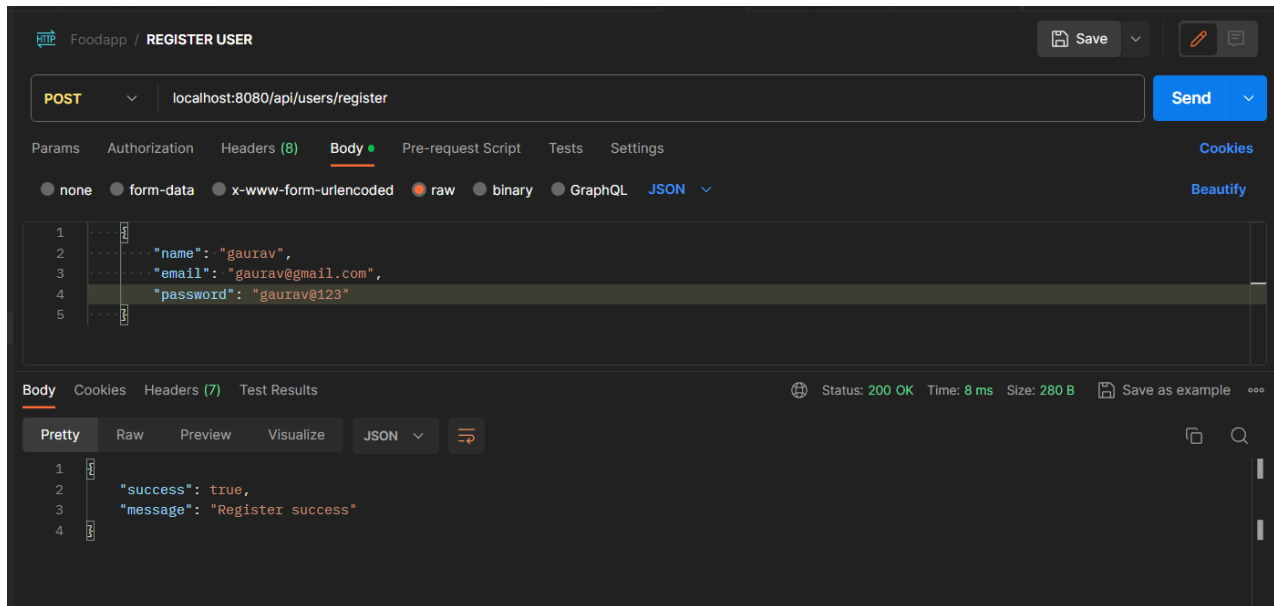 HTTP Foodapp / REGISTER USER Save
POST localhost:8080/api/users/register Send
Params Authorization Headers (8) Body Pre-request Script Tests Settings Cookies
none form-data x-www-form-urlencoded raw binary GraphQL JSON Beautify
1 {
2 "name": "gaurav",
3 "email": "gaurav@gmail.com",
4 "password": "gaurav@123"
5 }
Body Cookies Headers (7) Test Results Status: 200 OK Time: 8 ms Size: 280 B Save as example
Pretty Raw Preview Visualize JSON
1 {
2 "success": true,
3 "message": "Register success"
4 }